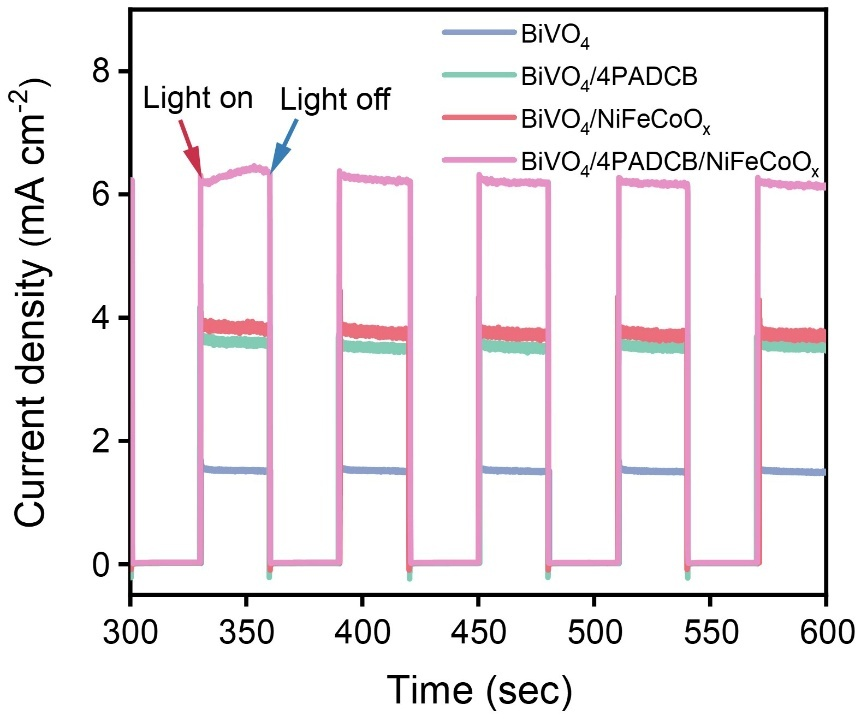 BiVO₄
BiVO₄/4PADCB
BiVO₄/NiFeCoOₓ
BiVO₄/4PADCB/NiFeCoOₓ
Light on
Light off
Current density (mA cm⁻²)
8
6
4
2
0
300 350 400 450 500 550 600
Time (sec)